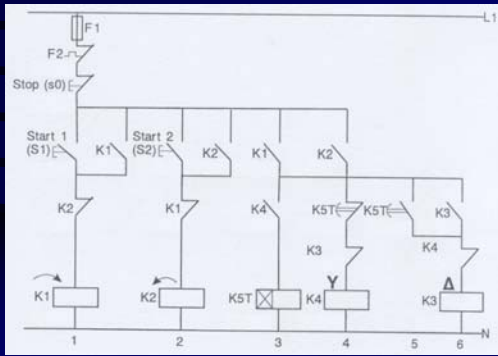 L1
F1
F2
Stop (s0)
Start 1
(S1)
K1
Start 2
(S2)
K2
K1
K2
K2
K1
K4
K5T
K5T
K3
K3
K4
K1
K2
K5T
Y
K4
Δ
K3
N
1 2 3 4 5 6